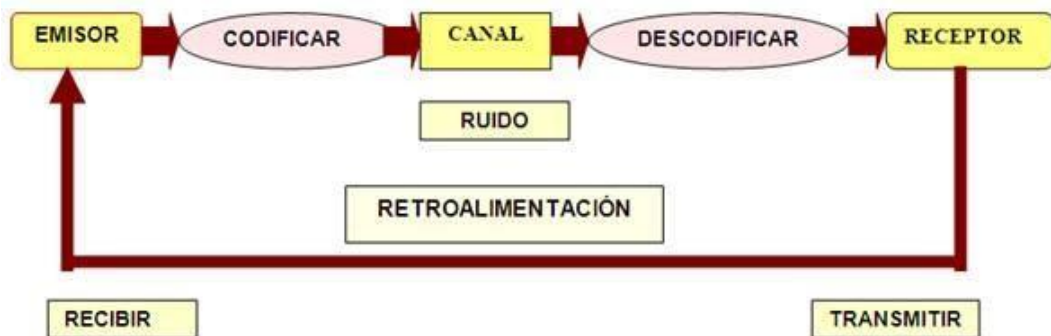 EMISOR
CODIFICAR
CANAL
DESCODIFICAR
RECEPTOR
RUIDO
RETROALIMENTACIÓN
RECIBIR
TRANSMITIR